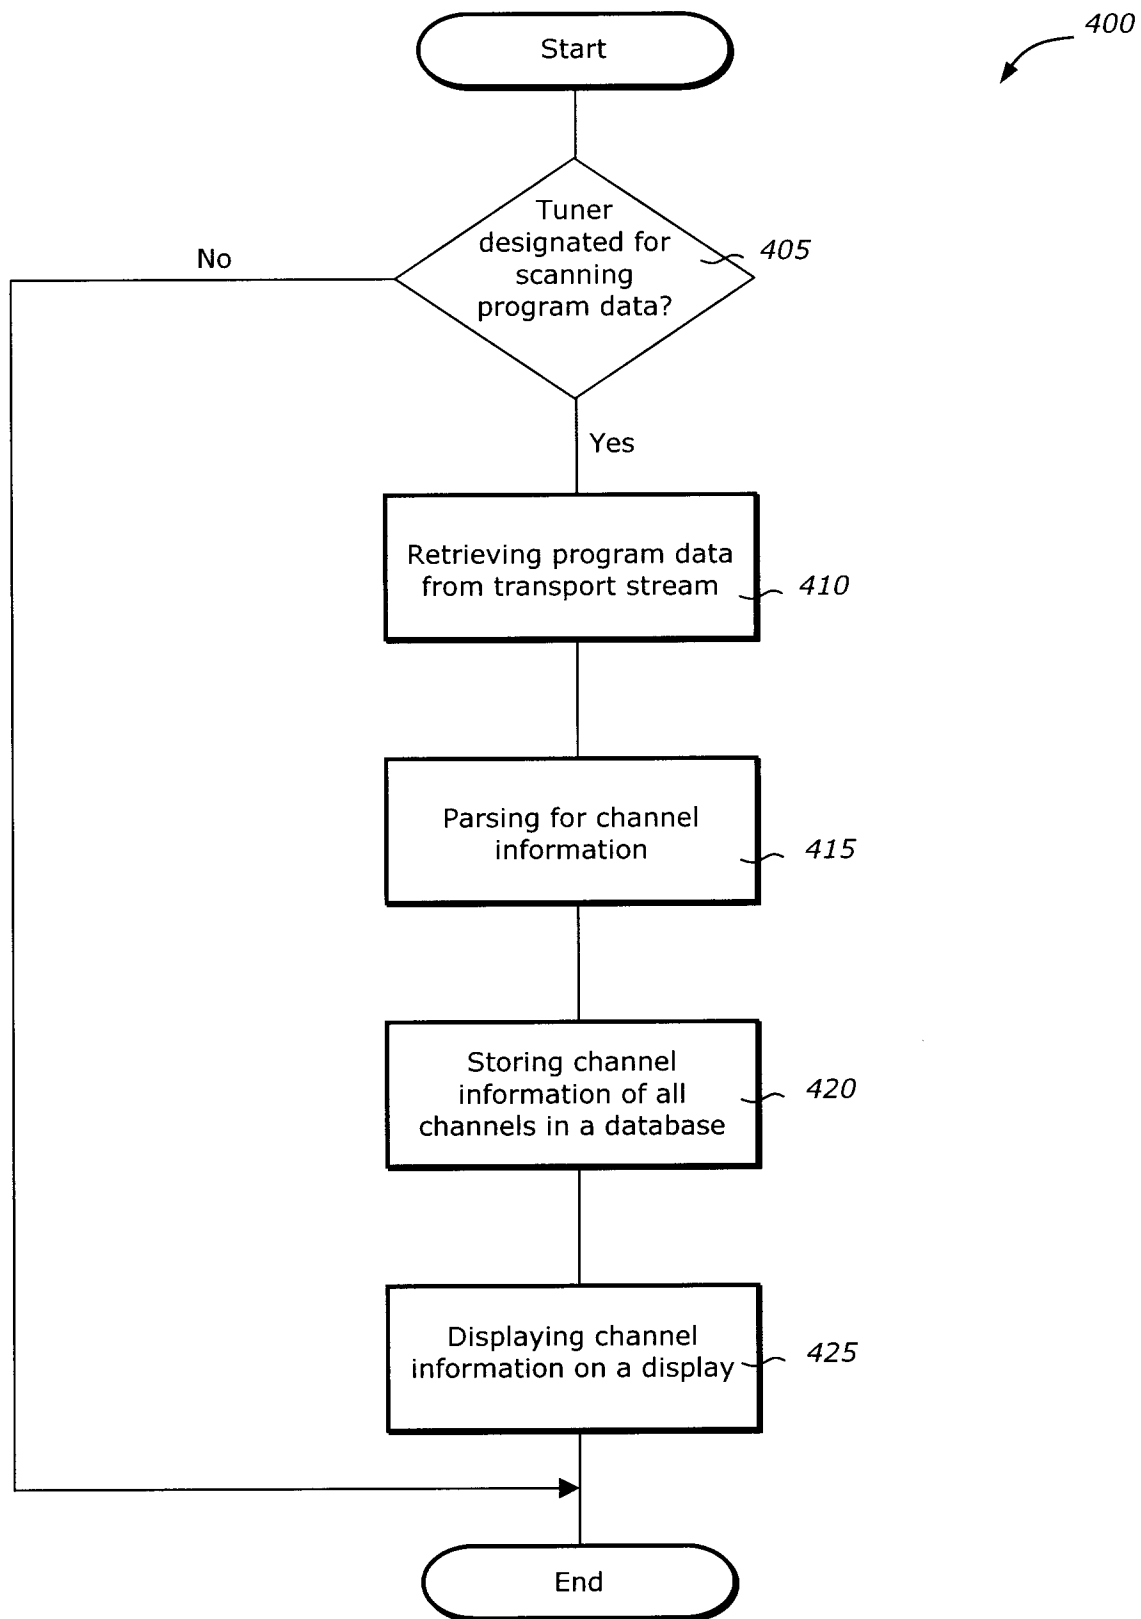 400
Start
Tuner
designated for
scanning
program data?
405
No
Yes
Retrieving program data
from transport stream
410
Parsing for channel
information
415
Storing channel
information of all
channels in a database
420
Displaying channel
information on a display
425
End